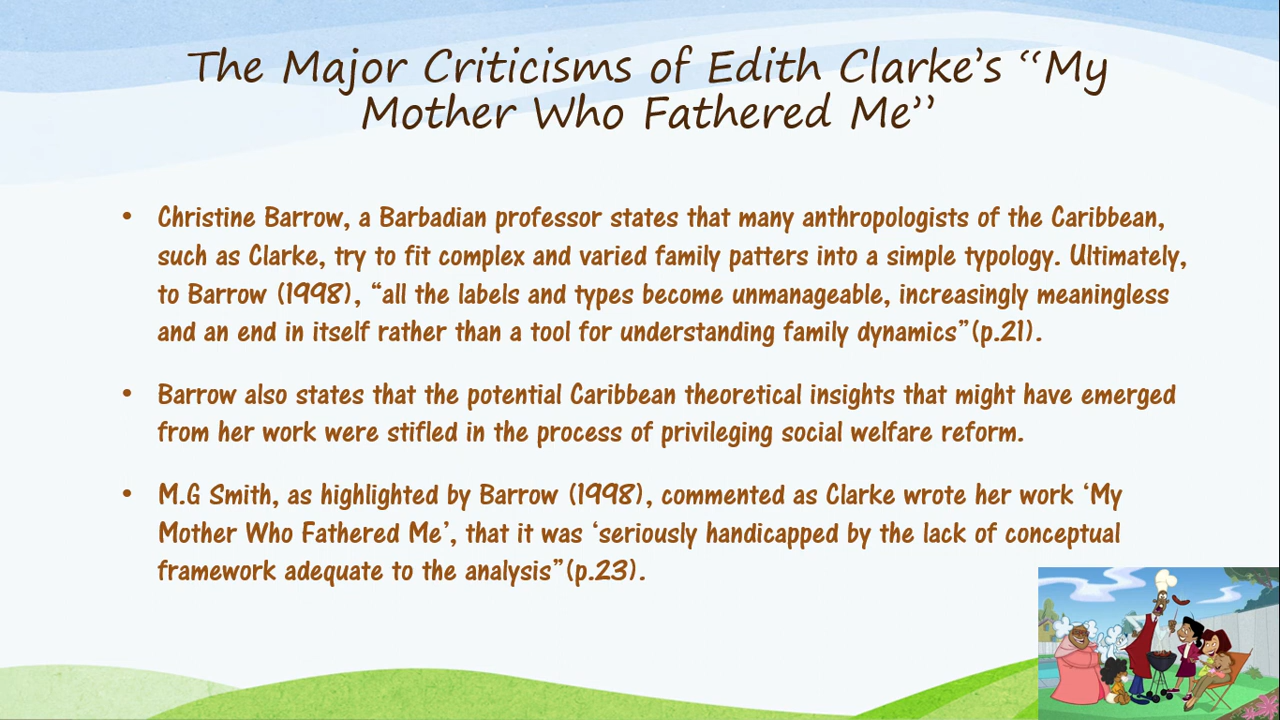 The Major Criticisms of Edith Clarke’s “My
Mother Who Fathered Me”
• Christine Barrow, a Barbadian professor states that many anthropologists of the Caribbean,
such as Clarke, try to fit complex and varied family patters into a simple typology. Ultimately,
to Barrow (1998), “all the labels and types become unmanageable, increasingly meaningless
and an end in itself rather than a tool for understanding family dynamics”(p.21).
• Barrow also states that the potential Caribbean theoretical insights that might have emerged
from her work were stifled in the process of privileging social welfare reform.
• M.G Smith, as highlighted by Barrow (1998), commented as Clarke wrote her work ‘My
Mother Who Fathered Me’, that it was ‘seriously handicapped by the lack of conceptual
framework adequate to the analysis”(p.23).